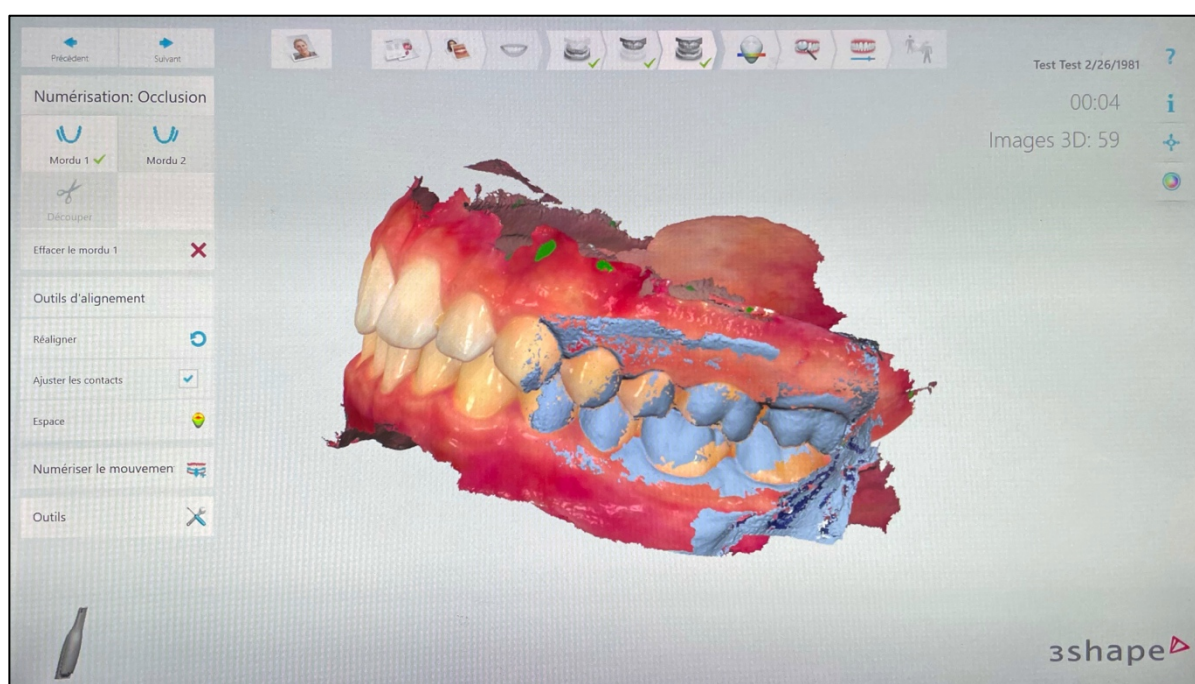 Précédent
Suivant
Test Test 2/26/1981
Numérisation: Occlusion
00:04
Mordu 1
Mordu 2
Images 3D: 59
Découper
Effacer le mordu 1
Outils d'alignement
Réaligner
Ajuster les contacts
Espace
Numériser le mouvemen
Outils
3shape